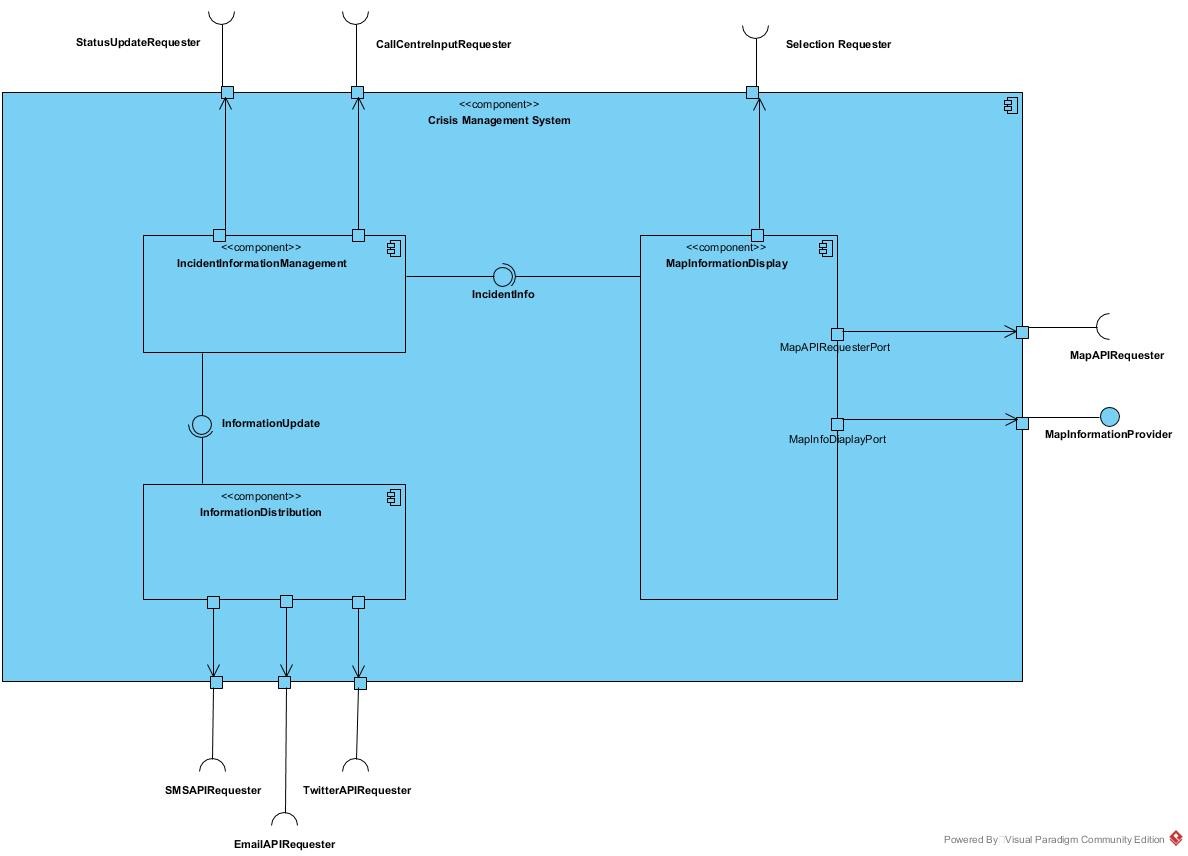 StatusUpdateRequester
CallCentreInputRequester
Selection Requester
<<component>>
Crisis Management System
<<component>>
IncidentInformationManagement
<<component>>
MapInformationDisplay
IncidentInfo
MapAPIRequesterPort
MapAPIRequester
InformationUpdate
MapInfoDiaplayPort
MapInformationProvider
<<component>>
InformationDistribution
SMSAPIRequester
TwitterAPIRequester
EmailAPIRequester
Powered By Visual Paradigm Community Edition